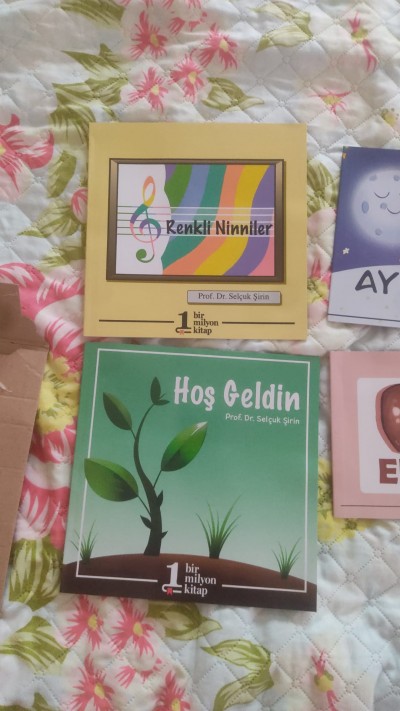 Renkli Ninniler
Prof. Dr. Selçuk Şirin
1 bir
milyon
kitap
AY
Hoş Geldin
Prof. Dr. Selçuk Şirin
1 bir
milyon
kitap